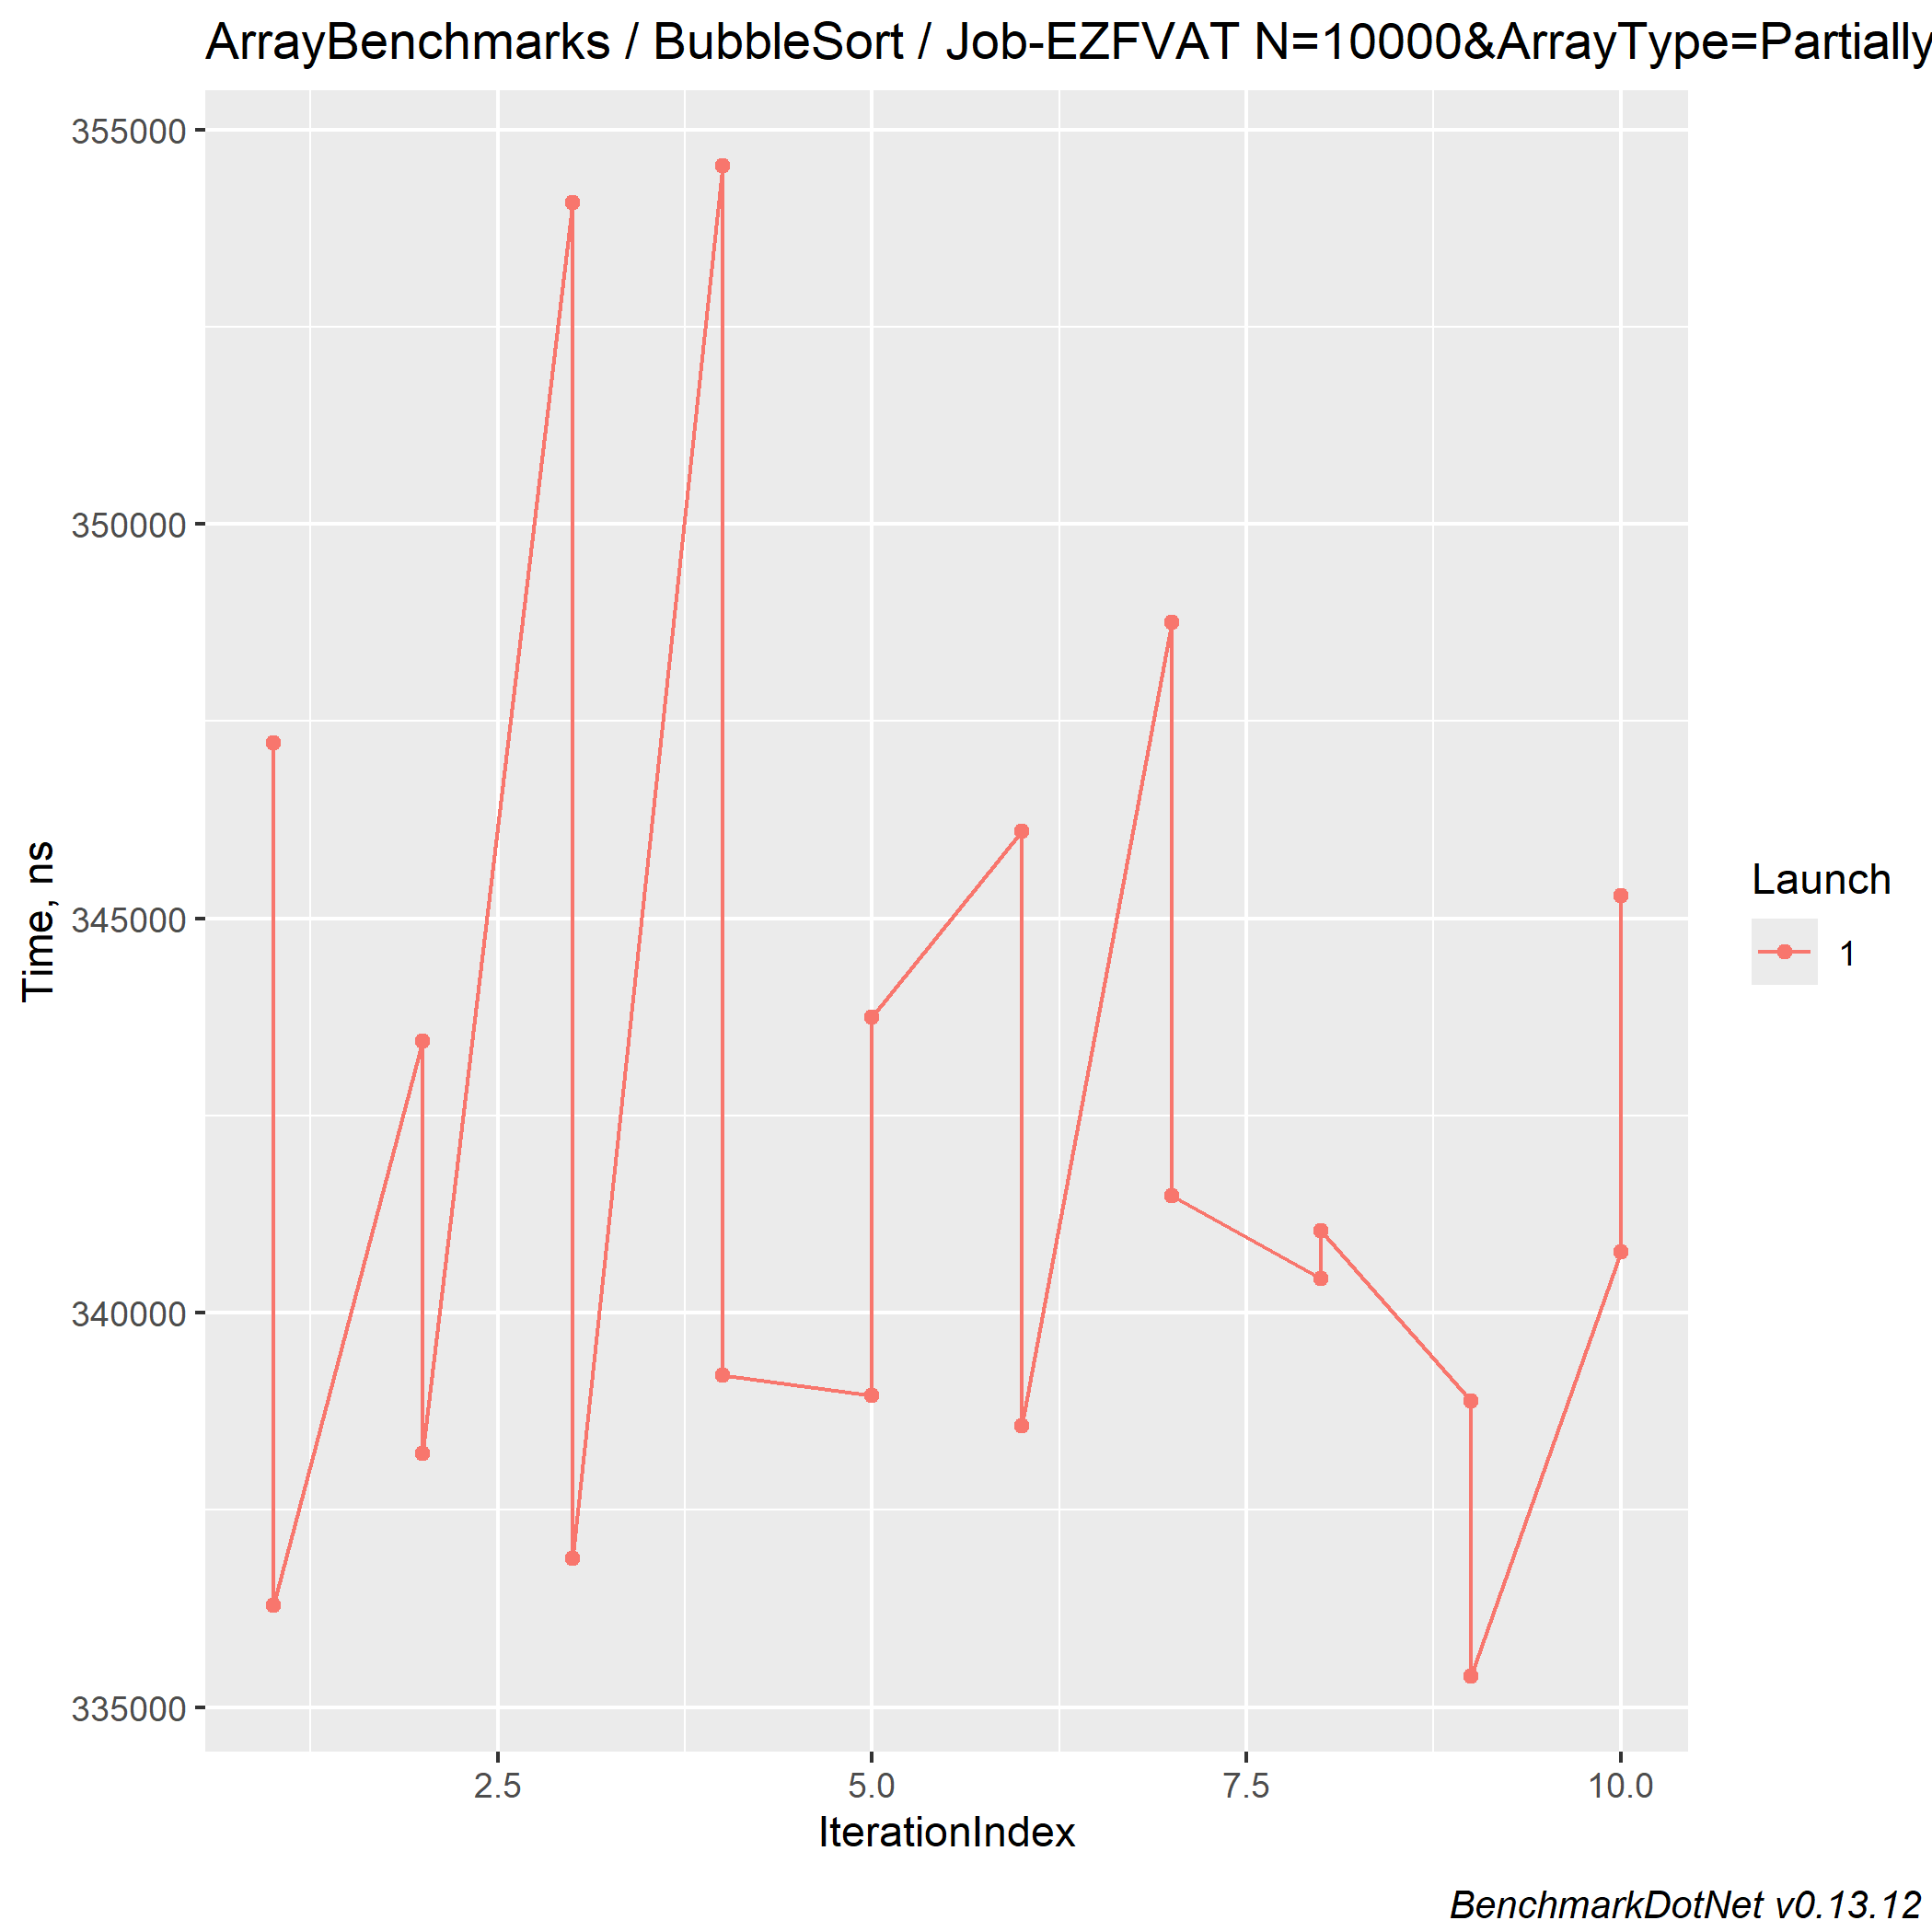 ArrayBenchmarks / BubbleSort / Job-EZFVAT N=10000&ArrayType=Partially
355000
350000
345000
340000
335000
Time, ns
2.5 5.0 7.5 10.0
IterationIndex
Launch
1
BenchmarkDotNet v0.13.12